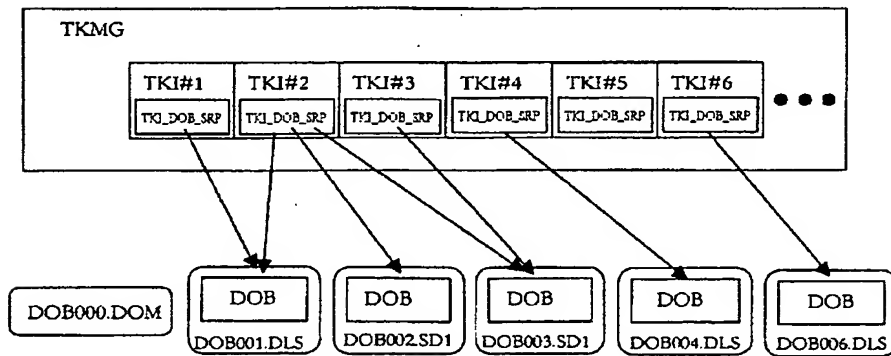 TKMG
TKI#1 TKI#2 TKI#3 TKI#4 TKI#5 TKI#6
TKI_DOB_SRP TKI_DOB_SRP TKI_DOB_SRP TKI_DOB_SRP TKI_DOB_SRP TKI_DOB_SRP
DOB DOB DOB DOB DOB
DOB000.DOM
DOB001.DLS DOB002.SD1 DOB003.SD1 DOB004.DLS DOB006.DLS